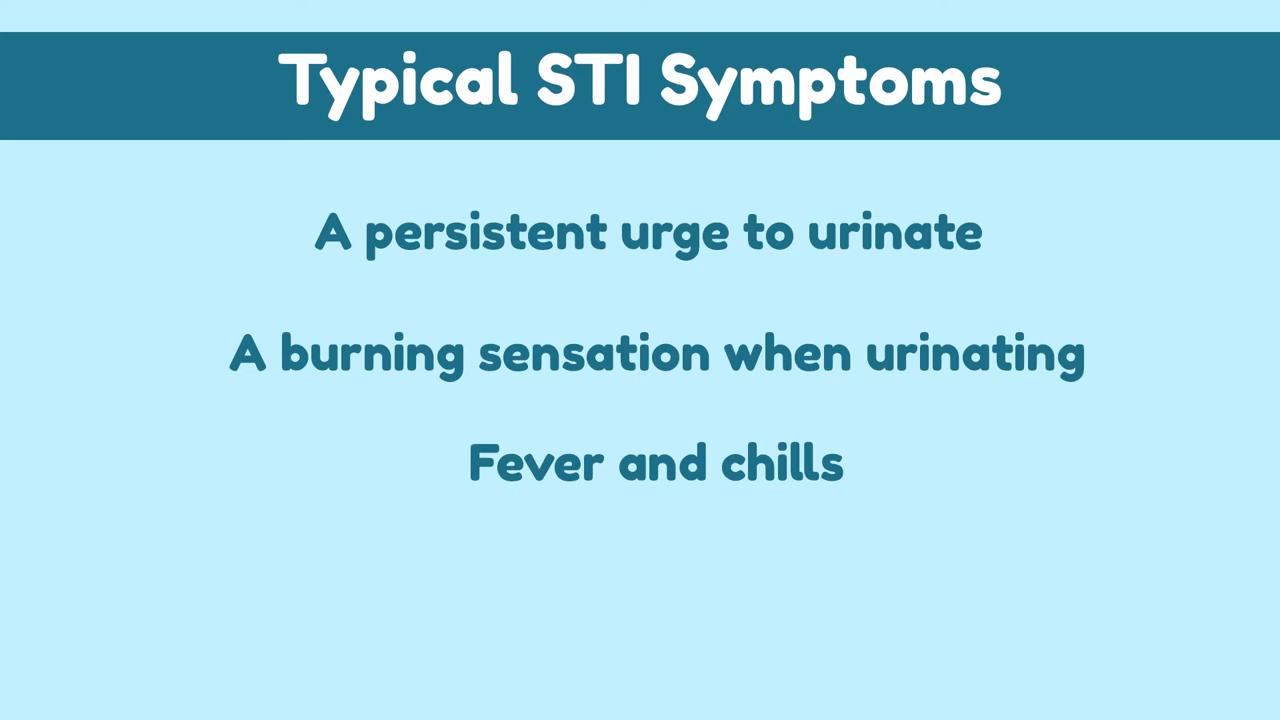 Typical STI Symptoms
A persistent urge to urinate
A burning sensation when urinating
Fever and chills